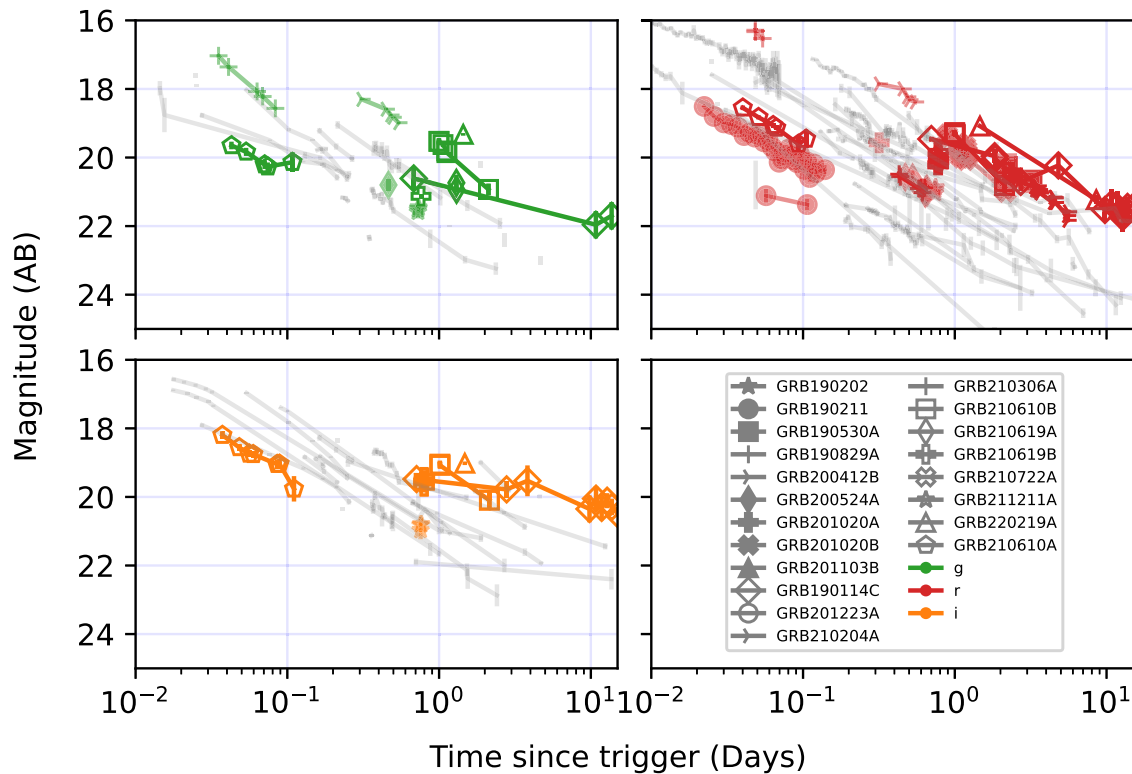 16
18
20
22
24
Magnitude (AB)
16
18
20
22
24
10⁻² 10⁻¹ 10⁰ 10¹
10⁻² 10⁻¹ 10⁰ 10¹
Time since trigger (Days)
GRB190202
GRB190211
GRB190530A
GRB190829A
GRB200412B
GRB200524A
GRB201020A
GRB201020B
GRB201103B
GRB190114C
GRB201223A
GRB210204A
GRB210306A
GRB210610B
GRB210619A
GRB210619B
GRB210722A
GRB211211A
GRB220219A
GRB210610A
g
r
i